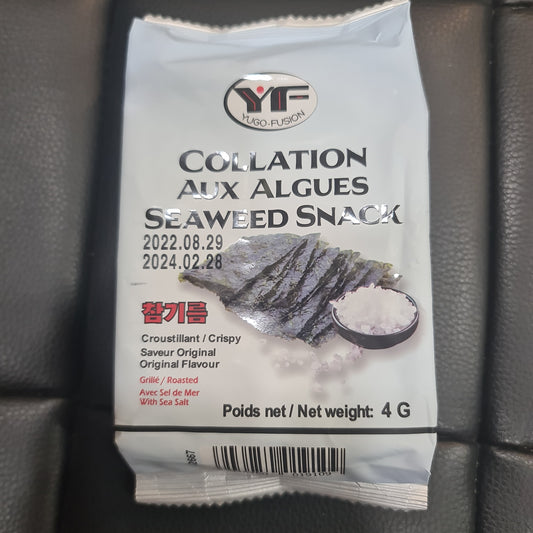 YF
YUGO-FUSION
COLLATION
AUX ALGUES
SEAWEED SNACK
2022.08.29
2024.02.28
참기름
Croustillant / Crispy
Saveur Original
Original Flavour
Grillé / Roasted
Avec Sel de Mer
With Sea Salt
Poids net / Net weight: 4 G